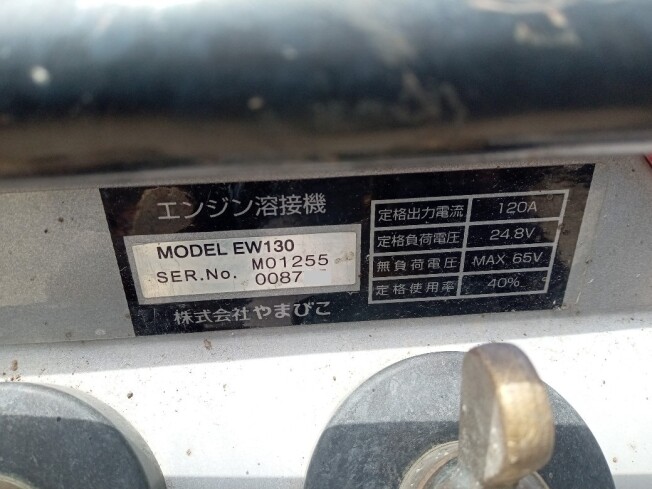 エンジン溶接機
MODEL EW130
SER.No. M01255
0087
株式会社やまびこ
定格出力電流 120A
定格負荷電圧 24.8V
無負荷電圧 MAX 65V
定格使用率 40%